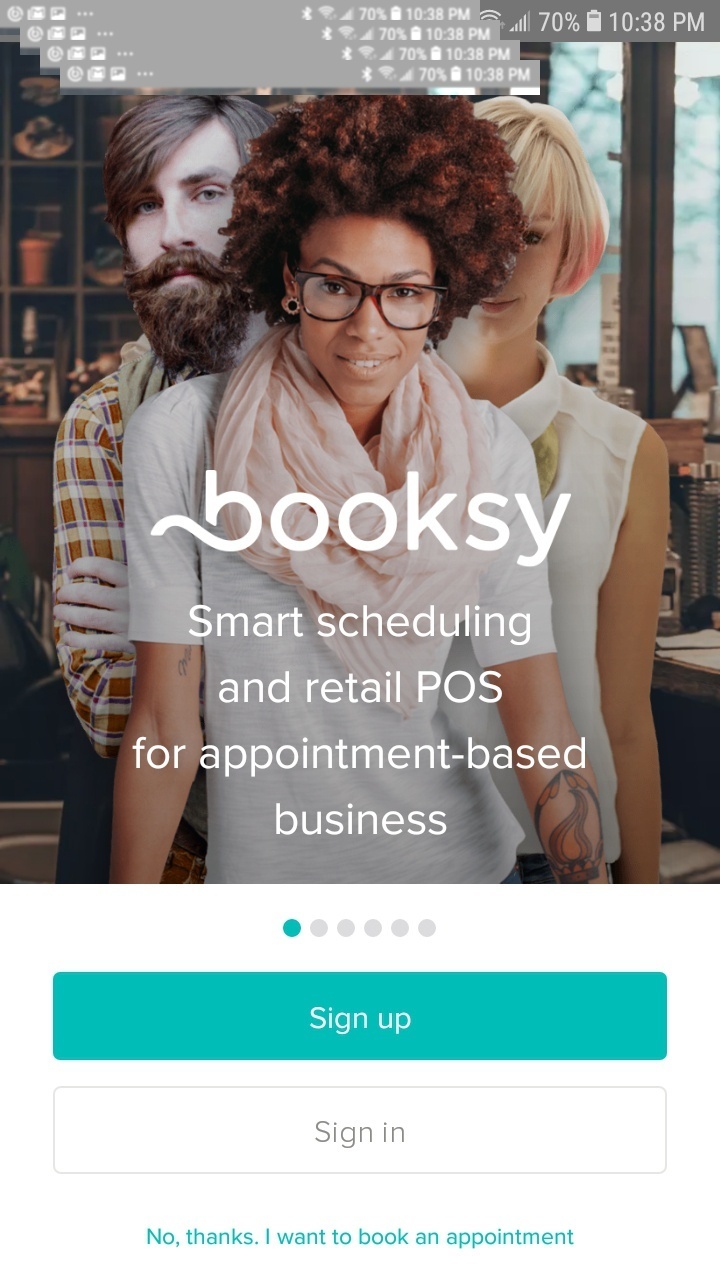 70% 10:38 PM
70% 10:38 PM
70% 10:38 PM
70% 10:38 PM
70% 10:38 PM
booksy
Smart scheduling
and retail POS
for appointment-based
business
Sign up
Sign in
No, thanks. I want to book an appointment